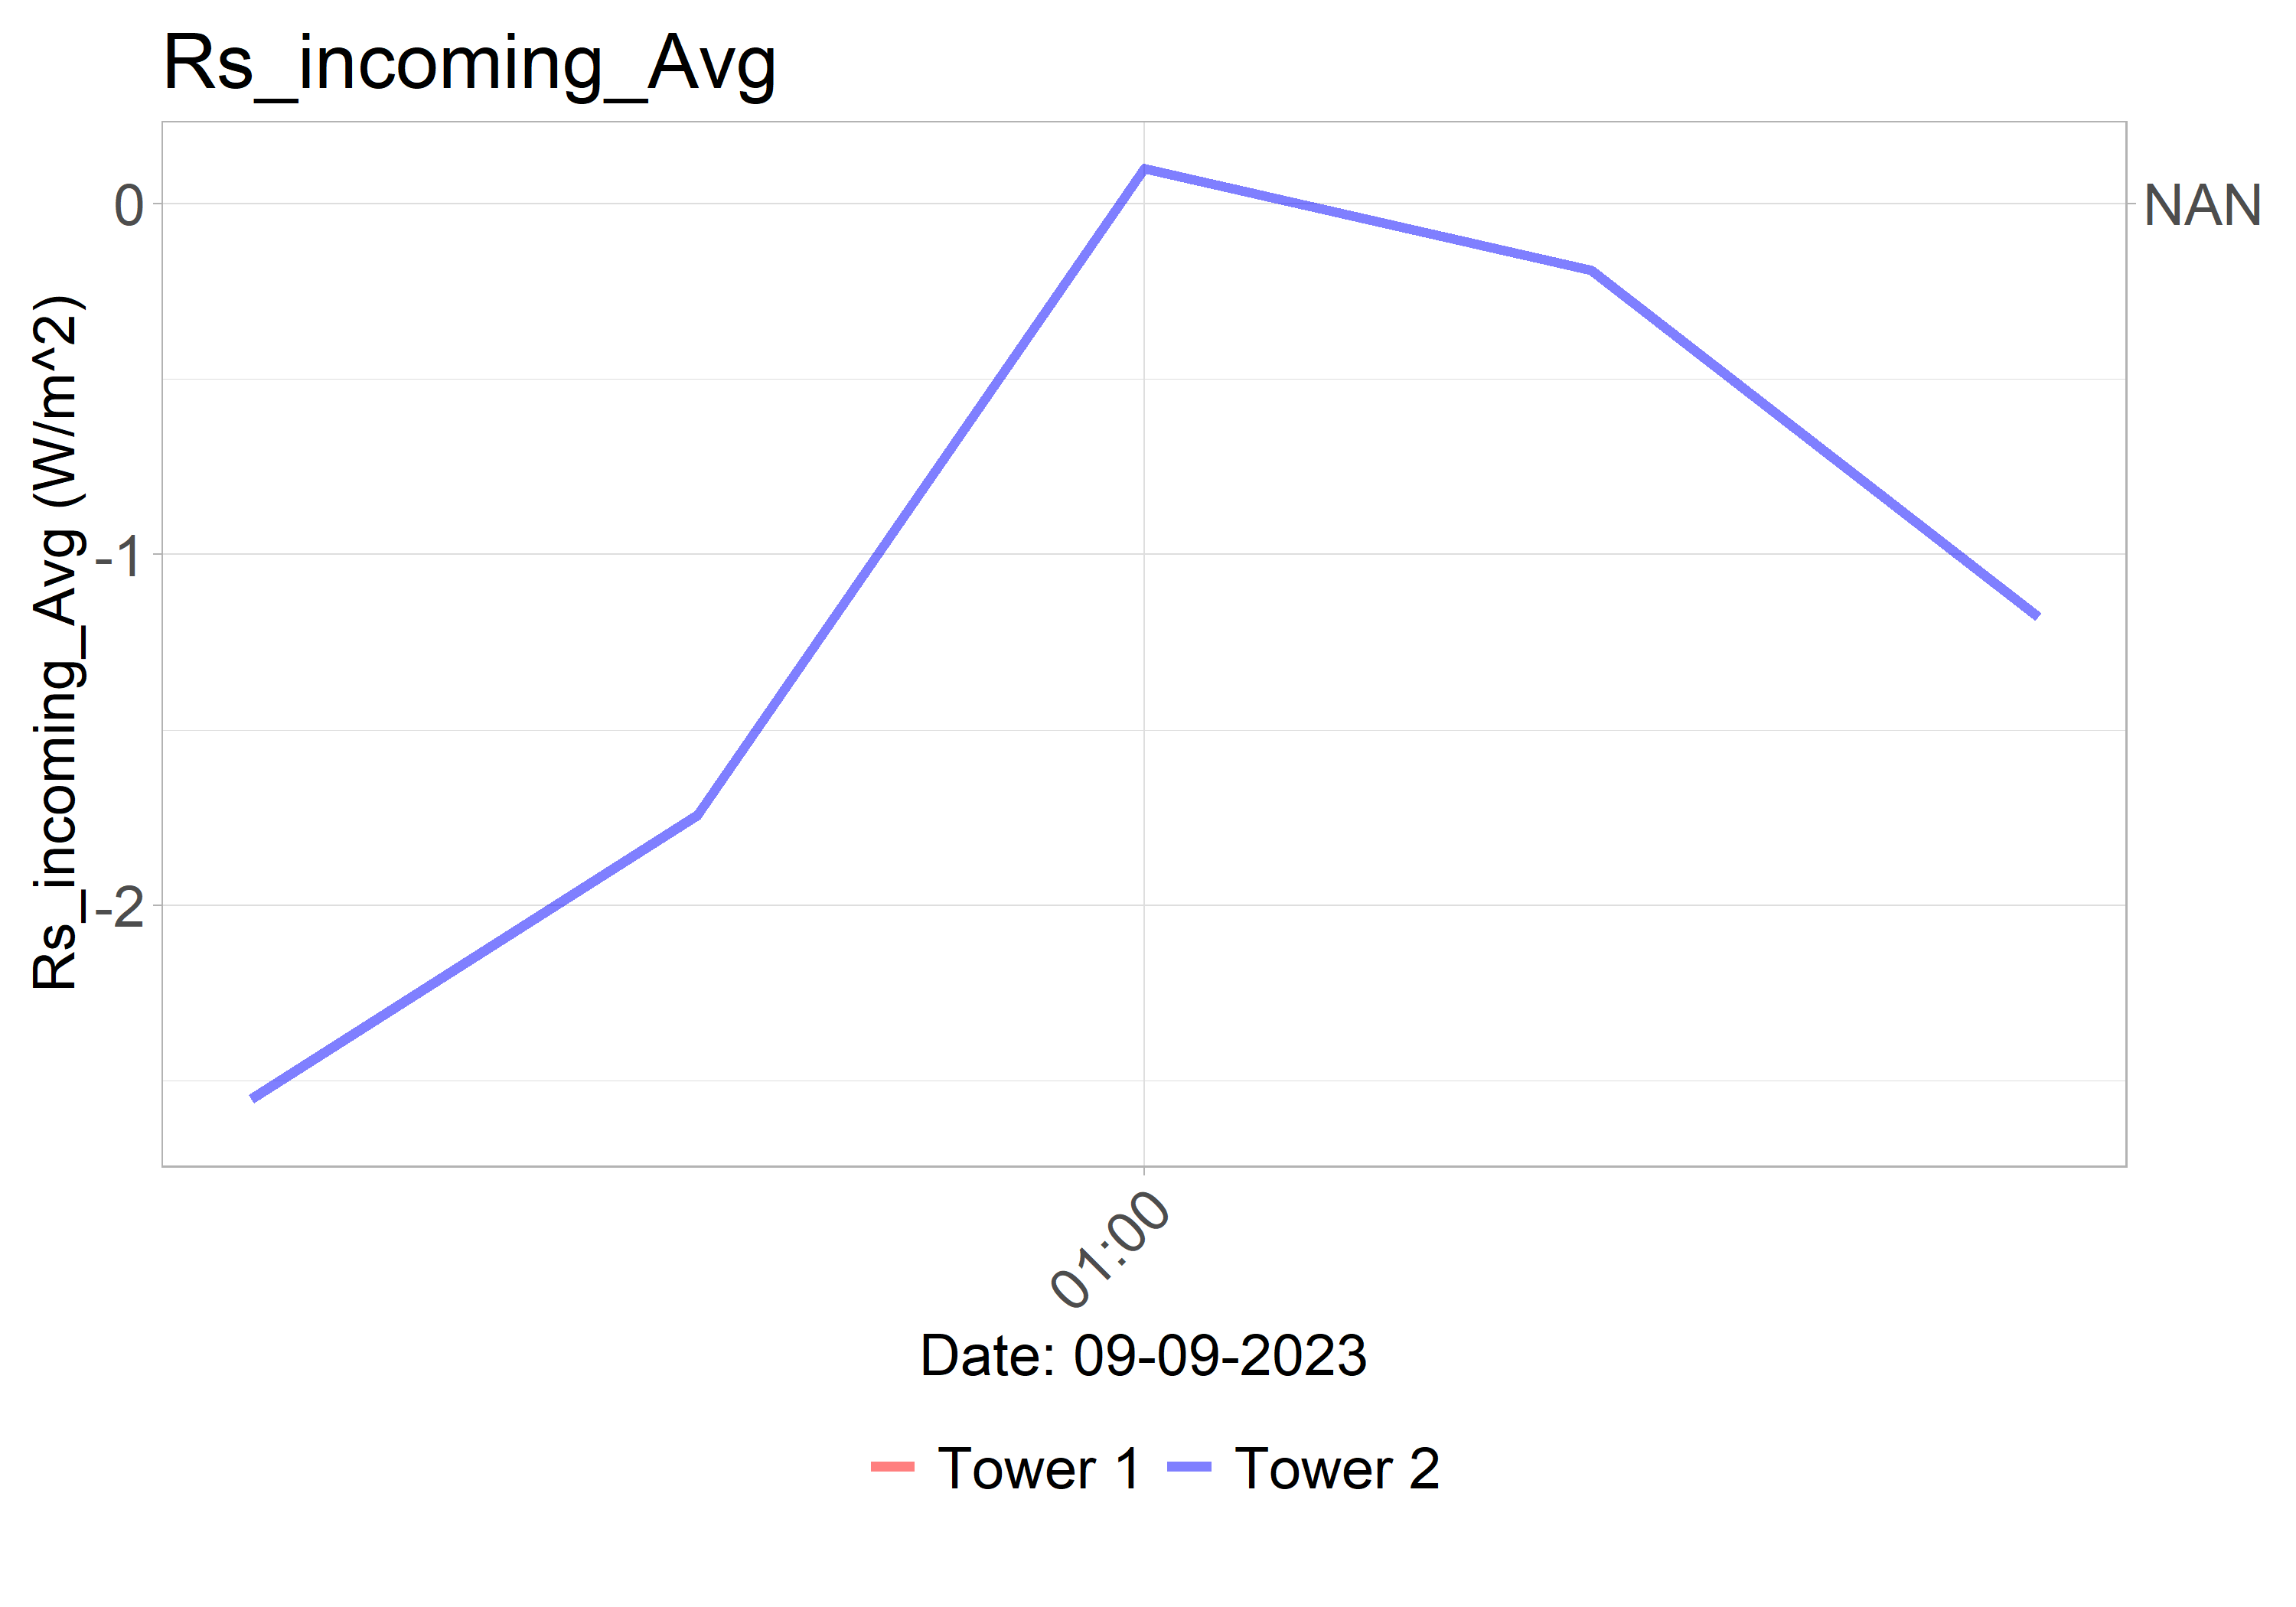 Rs_incoming_Avg
Rs_incoming_Avg (W/m^2)
0
-1
-2
NAN
01:00
Date: 09-09-2023
Tower 1
Tower 2